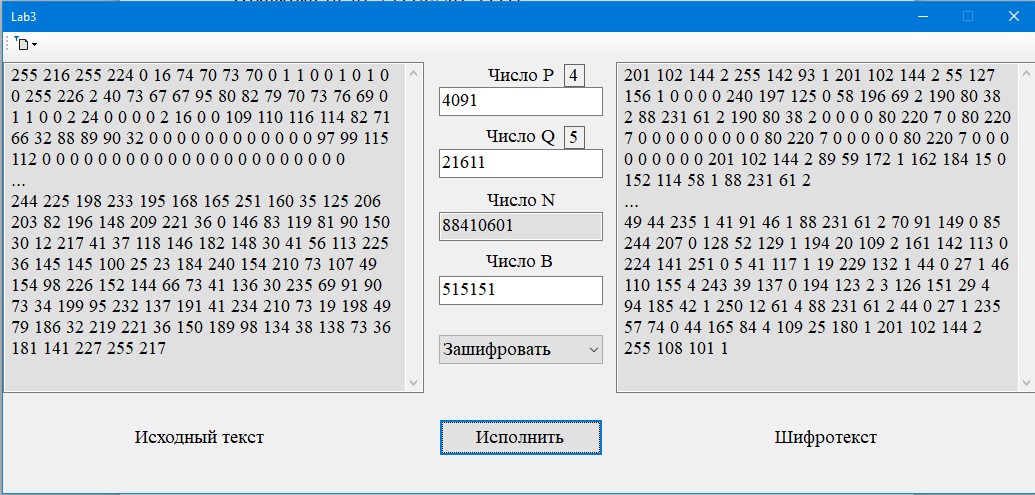 Lab3
255 216 255 224 0 16 74 70 73 70 0 1 1 0 0 1 0 1 0
0 255 226 2 40 73 67 67 95 80 82 79 70 73 76 69 0
1 1 0 0 2 24 0 0 0 0 2 16 0 0 109 110 116 114 82 71
66 32 88 89 90 32 0 0 0 0 0 0 0 0 0 0 0 0 97 99 115
112 0 0 0 0 0 0 0 0 0 0 0 0 0 0 0 0 0 0 0 0 0
...
244 225 198 233 195 168 165 251 160 35 125 206
203 82 196 148 209 221 36 0 146 83 119 81 90 150
30 12 217 41 37 118 146 182 148 30 41 56 113 225
36 145 145 100 25 23 184 240 154 210 73 107 49
154 98 226 152 144 66 73 41 136 30 235 69 91 90
73 34 199 95 232 137 191 41 234 210 73 19 198 49
79 186 32 219 221 36 150 189 98 134 38 138 73 36
181 141 227 255 217
Исходный текст
Число P 4
4091
Число Q 5
21611
Число N
88410601
Число B
515151
Зашифровать
Исполнить
201 102 144 2 255 142 93 1 201 102 144 2 55 127
156 1 0 0 0 0 240 197 125 0 58 196 69 2 190 80 38
2 88 231 61 2 190 80 38 2 0 0 0 0 80 220 7 0 80 220
7 0 0 0 0 0 0 0 0 0 80 220 7 0 0 0 0 0 80 220 7 0 0 0
0 0 0 0 0 0 201 102 144 2 89 59 172 1 162 184 15 0
152 114 58 1 88 231 61 2
...
49 44 235 1 41 91 46 1 88 231 61 2 70 91 149 0 85
244 207 0 128 52 129 1 194 20 109 2 161 142 113 0
224 141 251 0 5 41 117 1 19 229 132 1 44 0 27 1 46
110 155 4 243 39 137 0 194 123 2 3 126 151 29 4
94 185 42 1 250 12 61 4 88 231 61 2 44 0 27 1 235
57 74 0 44 165 84 4 109 25 180 1 201 102 144 2
255 108 101 1
Шифротекст